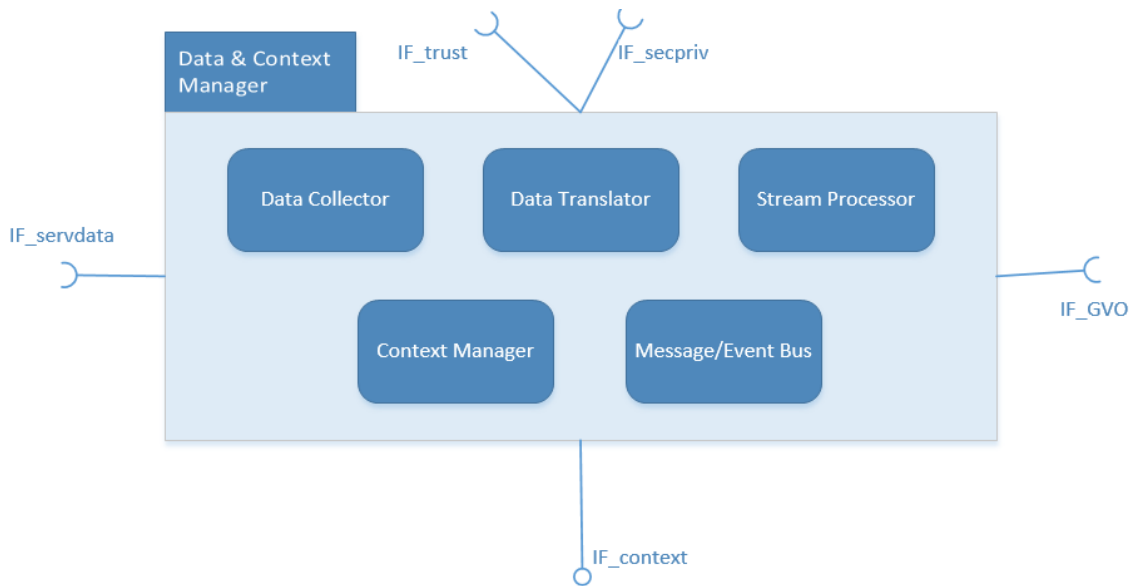 IF_trust
IF_secpriv
Data & Context
Manager
Data Collector
Data Translator
Stream Processor
IF_servdata
IF_GVO
Context Manager
Message/Event Bus
IF_context